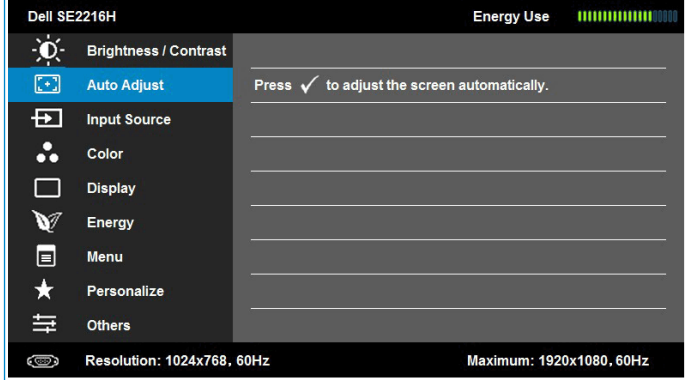 Dell SE2216H Energy Use
Brightness / Contrast
Auto Adjust Press ✓ to adjust the screen automatically.
Input Source
Color
Display
Energy
Menu
Personalize
Others
Resolution: 1024x768, 60Hz Maximum: 1920x1080, 60Hz